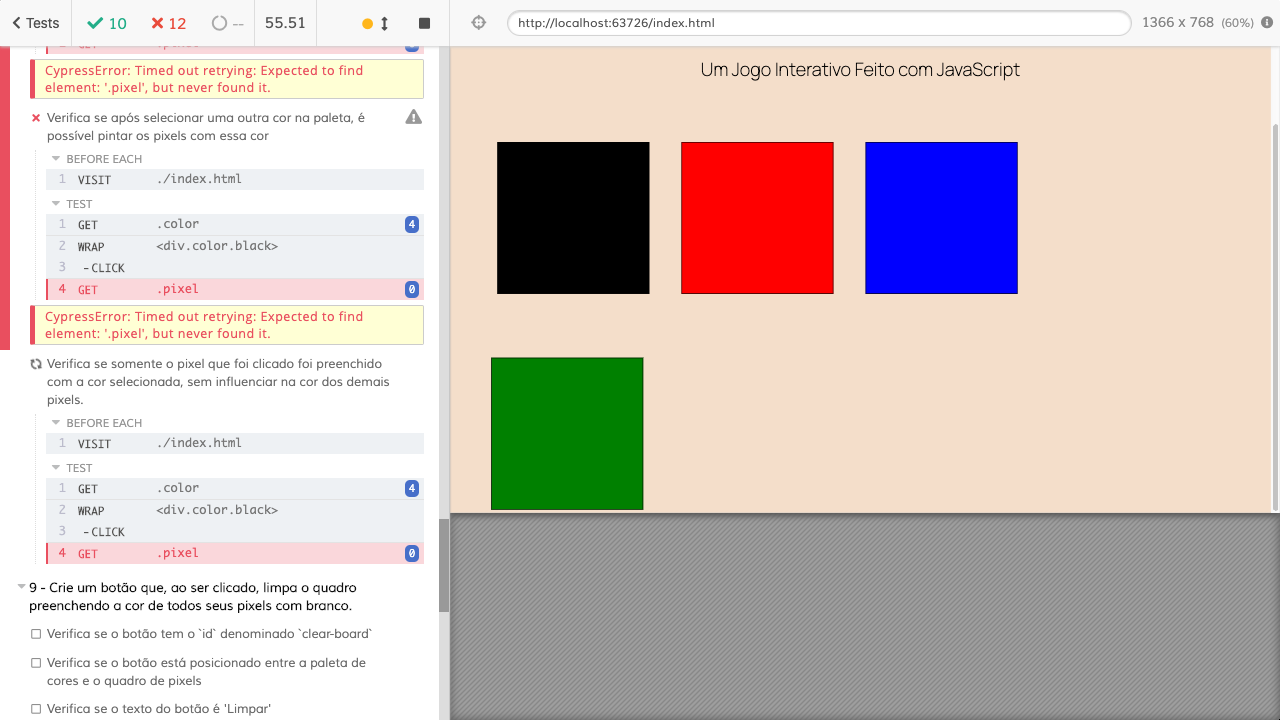 Tests 10 12 -- 55.51 http://localhost:63726/index.html 1366 x 768 (60%)
CypressError: Timed out retrying: Expected to find
element: '.pixel', but never found it.
Verifica se após selecionar uma outra cor na paleta, é
possível pintar os pixels com essa cor
BEFORE EACH
1 VISIT ./index.html
TEST
1 GET .color 4
2 WRAP <div.color.black>
3 -CLICK
4 GET .pixel 0
CypressError: Timed out retrying: Expected to find
element: '.pixel', but never found it.
Verifica se somente o pixel que foi clicado foi preenchido
com a cor selecionada, sem influenciar na cor dos demais
pixels.
BEFORE EACH
1 VISIT ./index.html
TEST
1 GET .color 4
2 WRAP <div.color.black>
3 -CLICK
4 GET .pixel 0
9 - Crie um botão que, ao ser clicado, limpa o quadro
preenchendo a cor de todos seus pixels com branco.
Verifica se o botão tem o `id` denominado `clear-board`
Verifica se o botão está posicionado entre a paleta de
cores e o quadro de pixels
Verifica se o texto do botão é 'Limpar'
Um Jogo Interativo Feito com JavaScript